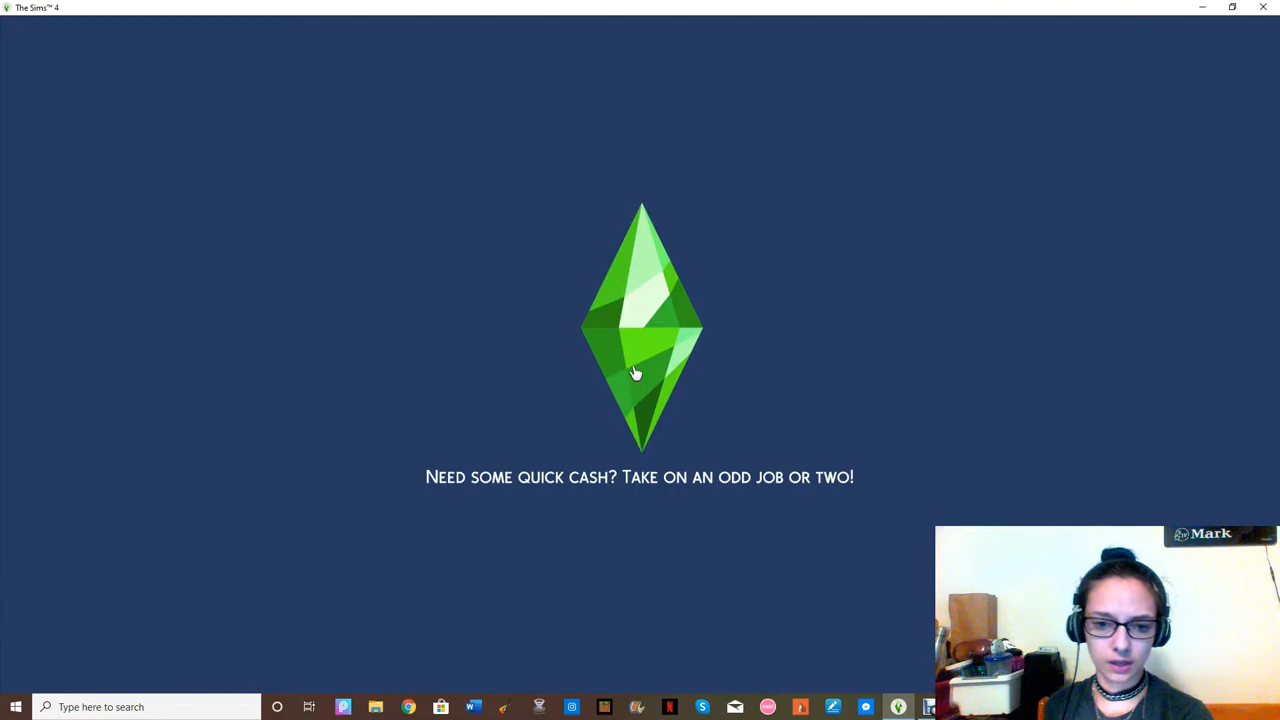 The Sims™ 4
NEED SOME QUICK CASH? TAKE ON AN ODD JOB OR TWO!
Mark
Type here to search